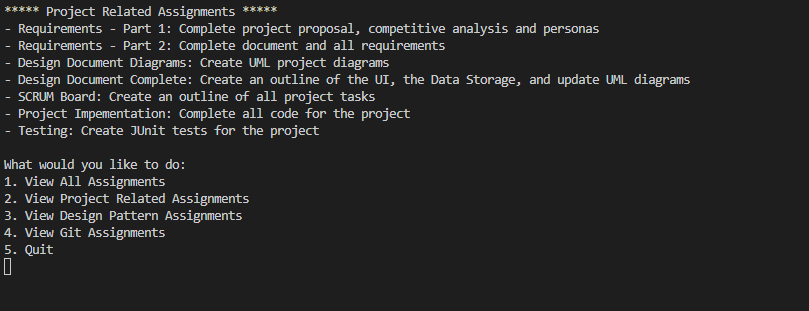 ***** Project Related Assignments *****
- Requirements - Part 1: Complete project proposal, competitive analysis and personas
- Requirements - Part 2: Complete document and all requirements
- Design Document Diagrams: Create UML project diagrams
- Design Document Complete: Create an outline of the UI, the Data Storage, and update UML diagrams
- SCRUM Board: Create an outline of all project tasks
- Project Impementation: Complete all code for the project
- Testing: Create JUnit tests for the project
What would you like to do:
1. View All Assignments
2. View Project Related Assignments
3. View Design Pattern Assignments
4. View Git Assignments
5. Quit